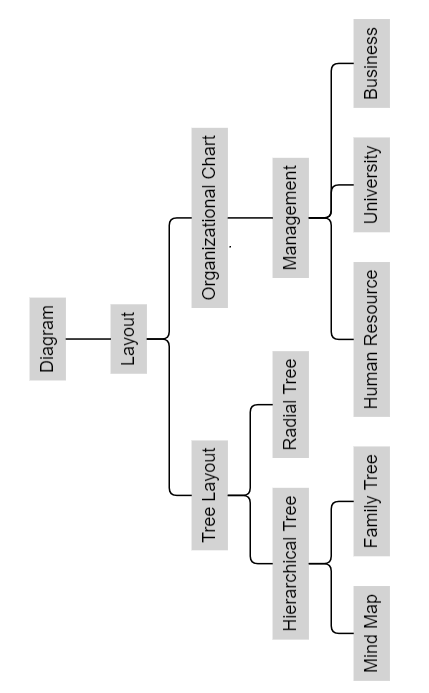 Diagram
Layout
Tree Layout
Organizational Chart
Hierarchical Tree
Radial Tree
Management
Mind Map
Family Tree
Human Resource
University
Business